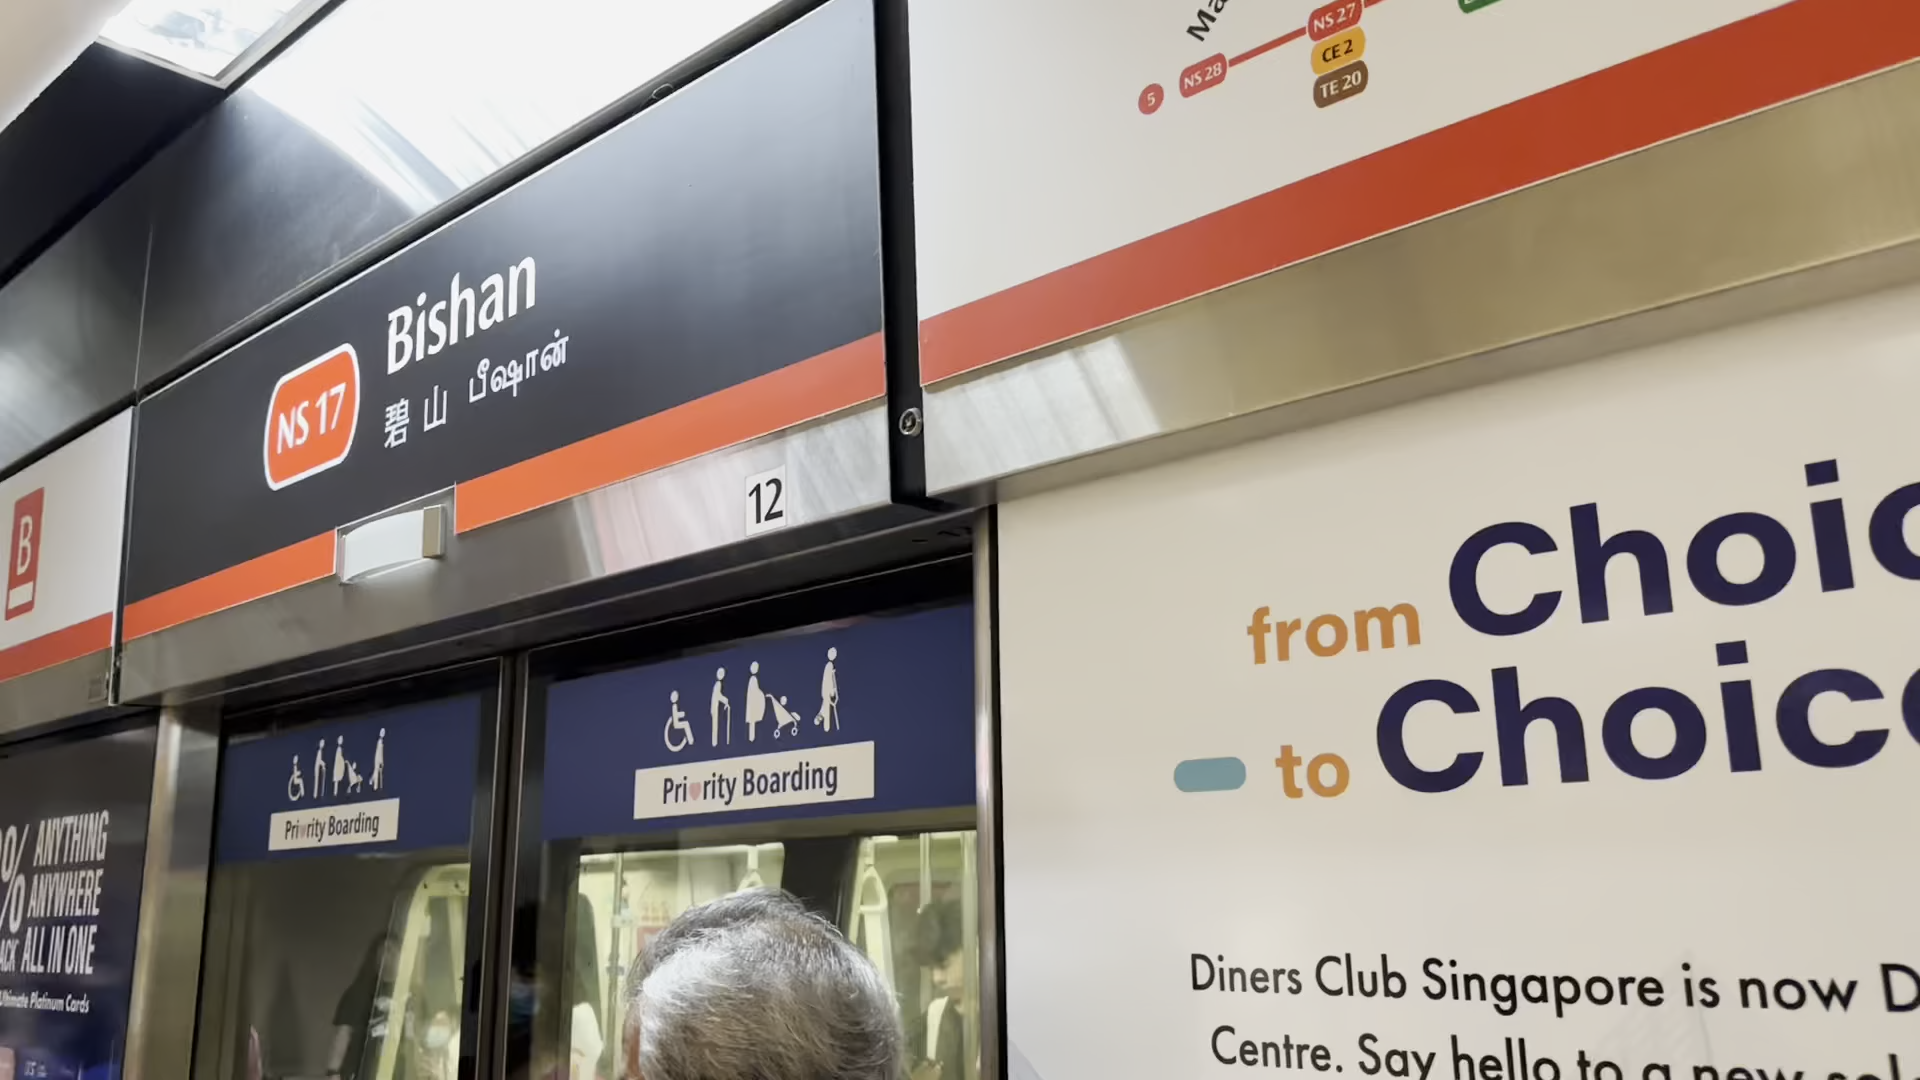 Ma
NS 27
CE 2
TE 20
NS 28
5
Bishan
NS 17
碧山 பீஷான்
12
B
Priority Boarding
Priority Boarding
from Choic
to Choice
Diners Club Singapore is now D
Centre. Say hello to a new
%
ANYTHING
ANYWHERE
ALL IN ONE
Ultimate Platinum Cards